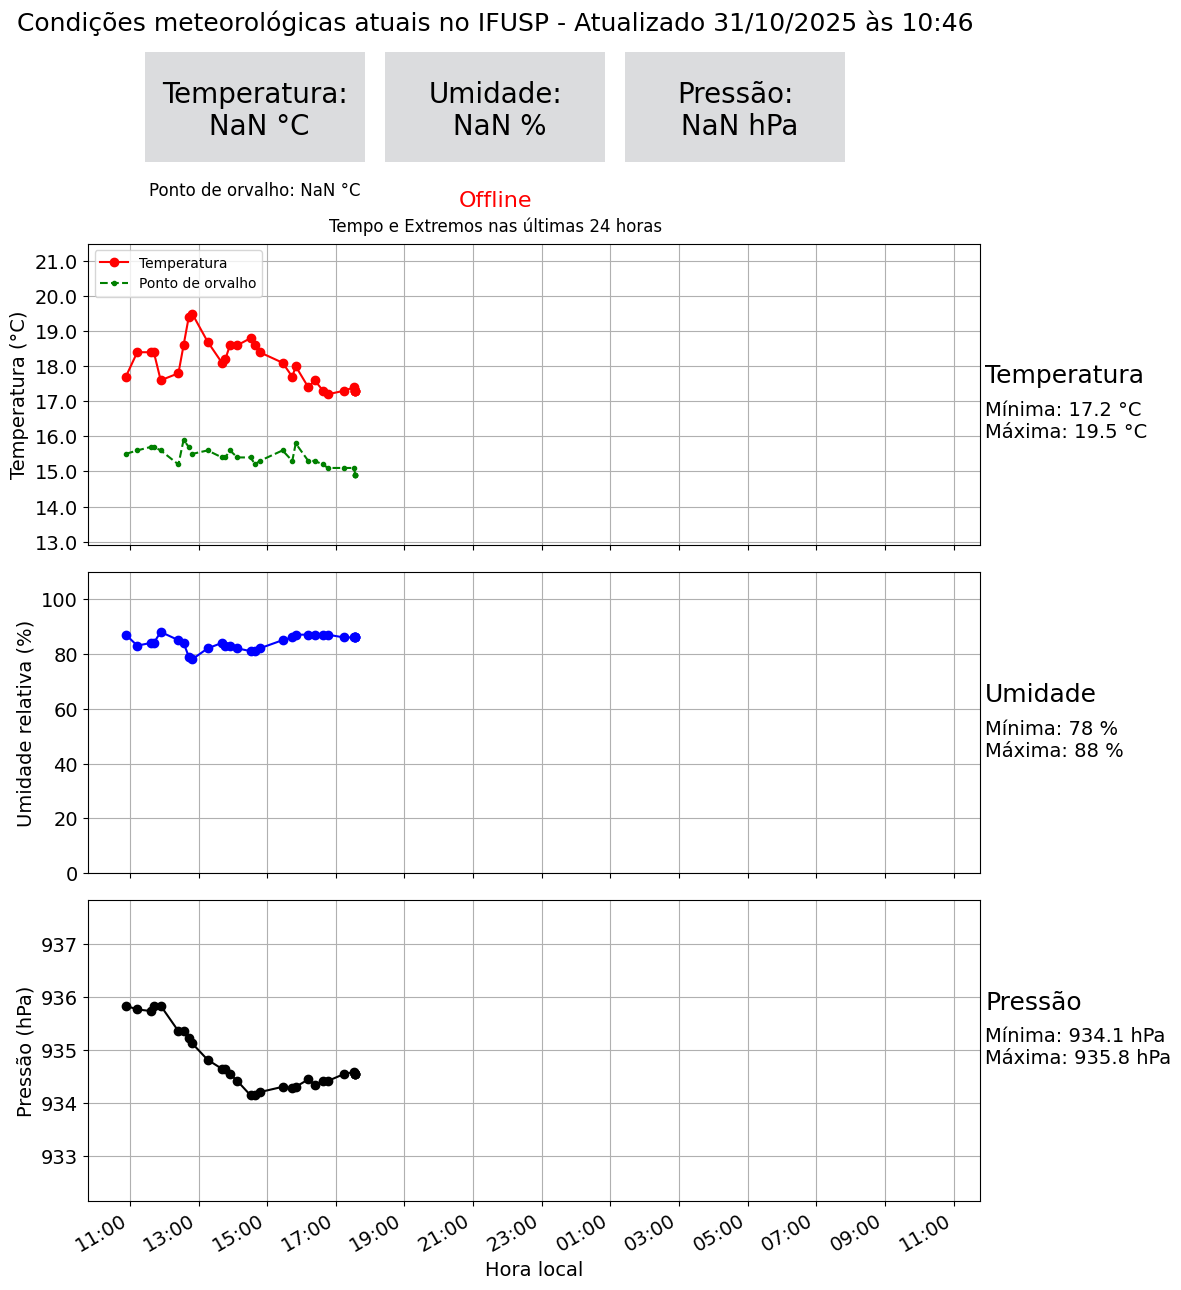 Condições meteorológicas atuais no IFUSP - Atualizado 31/10/2025 às 10:46
Temperatura:
NaN °C
Umidade:
NaN %
Pressão:
NaN hPa
Ponto de orvalho: NaN °C
Offline
Tempo e Extremos nas últimas 24 horas
Temperatura
Ponto de orvalho
Temperatura (°C)
21.0
20.0
19.0
18.0
17.0
16.0
15.0
14.0
13.0
Temperatura
Mínima: 17.2 °C
Máxima: 19.5 °C
Umidade relativa (%)
100
80
60
40
20
0
Umidade
Mínima: 78 %
Máxima: 88 %
Pressão (hPa)
937
936
935
934
933
Pressão
Mínima: 934.1 hPa
Máxima: 935.8 hPa
11:00 13:00 15:00 17:00 19:00 21:00 23:00 01:00 03:00 05:00 07:00 09:00 11:00
Hora local